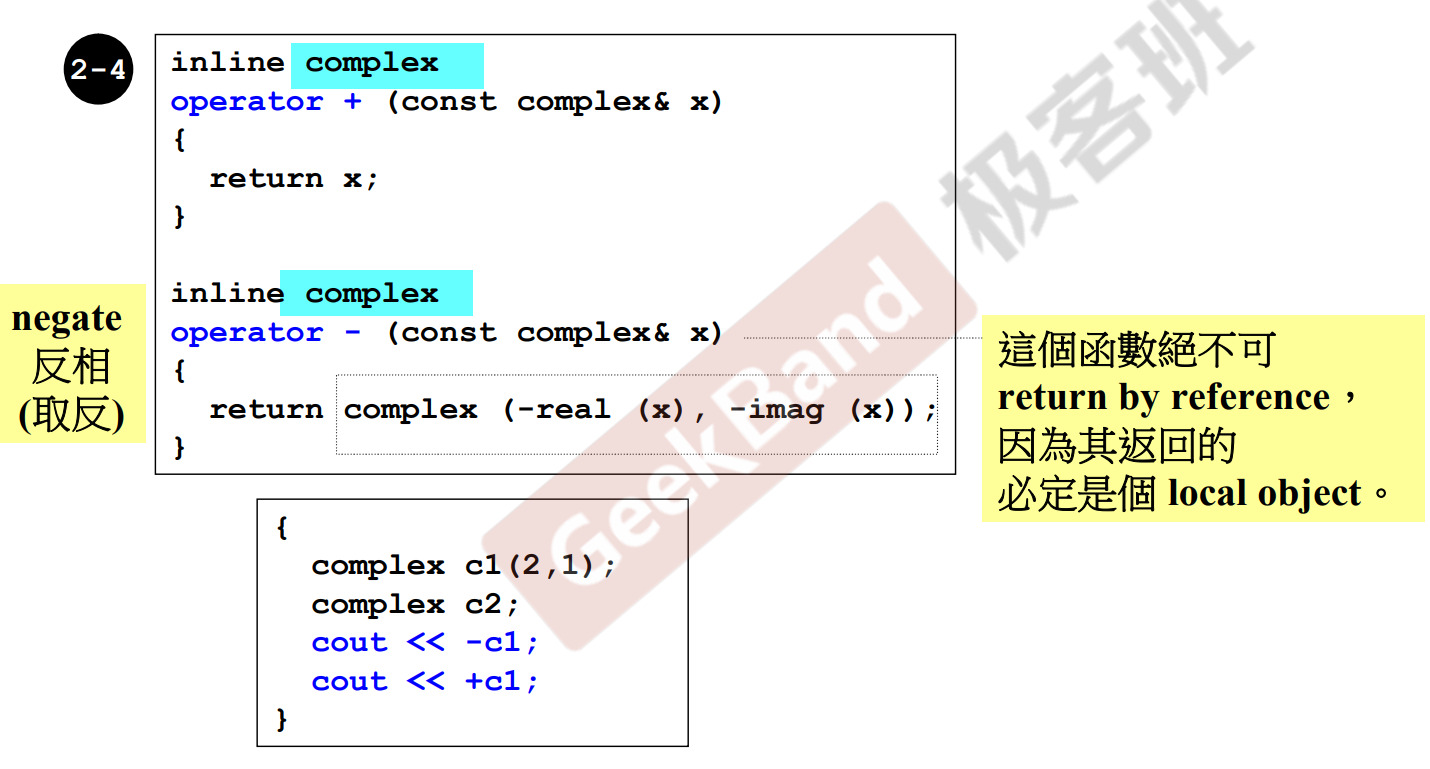 2-4
inline complex
operator + (const complex& x)
{
  return x;
}
inline complex
operator - (const complex& x)
{
  return complex (-real (x), -imag (x));
}
negate
反相
(取反)
這個函數絕不可
return by reference，
因為其返回的
必定是個 local object。
{
  complex c1(2,1);
  complex c2;
  cout << -c1;
  cout << +c1;
}
GeekBand 极客班